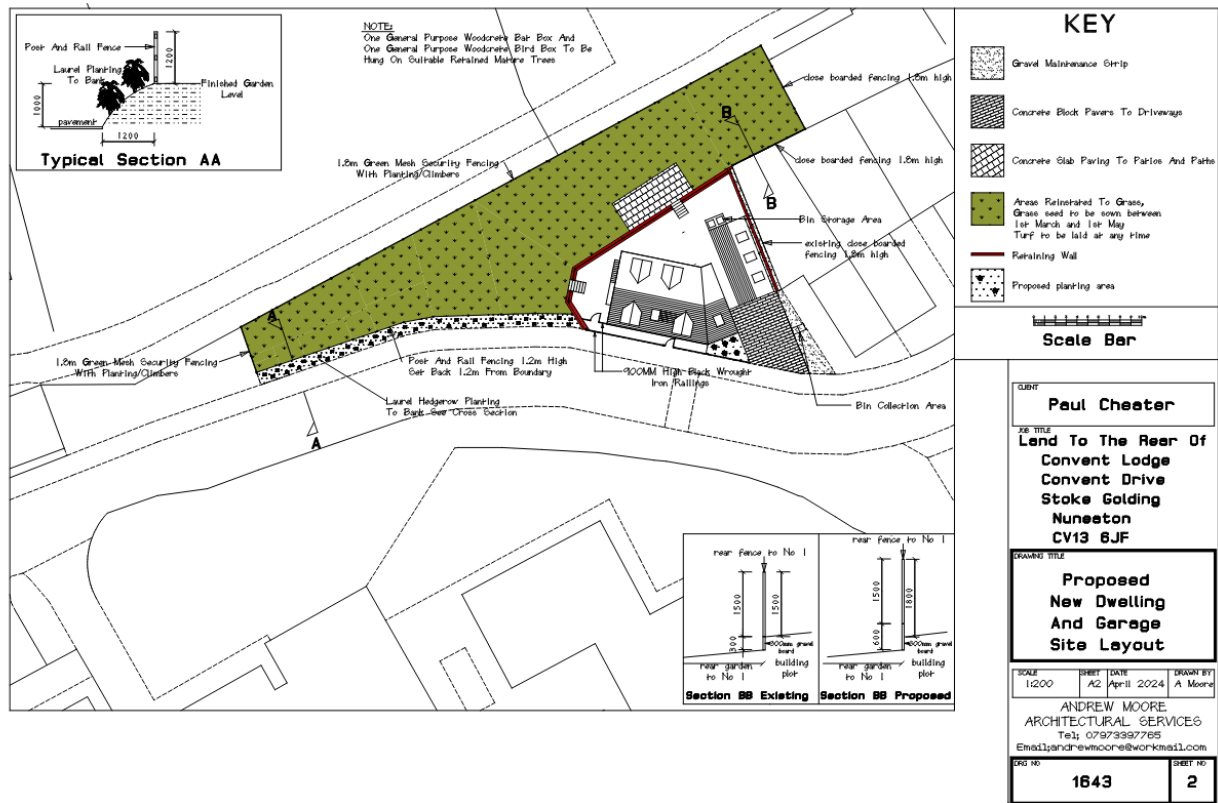 Post And Rail Fence
1200
Laurel Planting
To Bank
Finished Garden
Level
1000
pavement
1200
Typical Section AA
NOTE:
One General Purpose Woodcrete Bat Box And
One General Purpose Woodcrete Bird Box To Be
Hung On Suitable Retained Mature Trees
close boarded fencing 1.8m high
B
1.8m Green Mesh Security Fencing
With Planting/Climbers
close boarded fencing 1.8m high
B
Bin Storage Area
existing close boarded
fencing 1.8m high
A
1.8m Green Mesh Security Fencing
With Planting/Climbers
Post And Rail Fencing 1.2m High
Set Back 1.2m From Boundary
900MM High Black Wrought
Iron Railings
Laurel Hedgerow Planting
To Bank See Cross Section
Bin Collection Area
A
rear fence to No 1
1500
1500
300
600mm gravel
board
rear garden
to No 1
building
plot
Section BB Existing
rear fence to No 1
1500
1800
600
600mm gravel
board
rear garden
to No 1
building
plot
Section BB Proposed
KEY
Gravel Maintenance Strip
Concrete Block Pavers To Driveways
Concrete Slab Paving To Patios And Paths
Areas Reinstated To Grass,
Grass seed to be sown between
1st March and 1st May
Turf to be laid at any time
Retaining Wall
Proposed planting area
Scale Bar
CLIENT
Paul Cheater
JOB TITLE
Land To The Rear Of
Convent Lodge
Convent Drive
Stoke Golding
Nuneaton
CV13 6JF
DRAWING TITLE
Proposed
New Dwelling
And Garage
Site Layout
SCALE
1:200
SHEET
A2
DATE
April 2024
DRAWN BY
A Moore
ANDREW MOORE
ARCHITECTURAL SERVICES
Tel; 07973397765
Email;andrewmoore@workmail.com
DRG NO
1643
SHEET NO
2